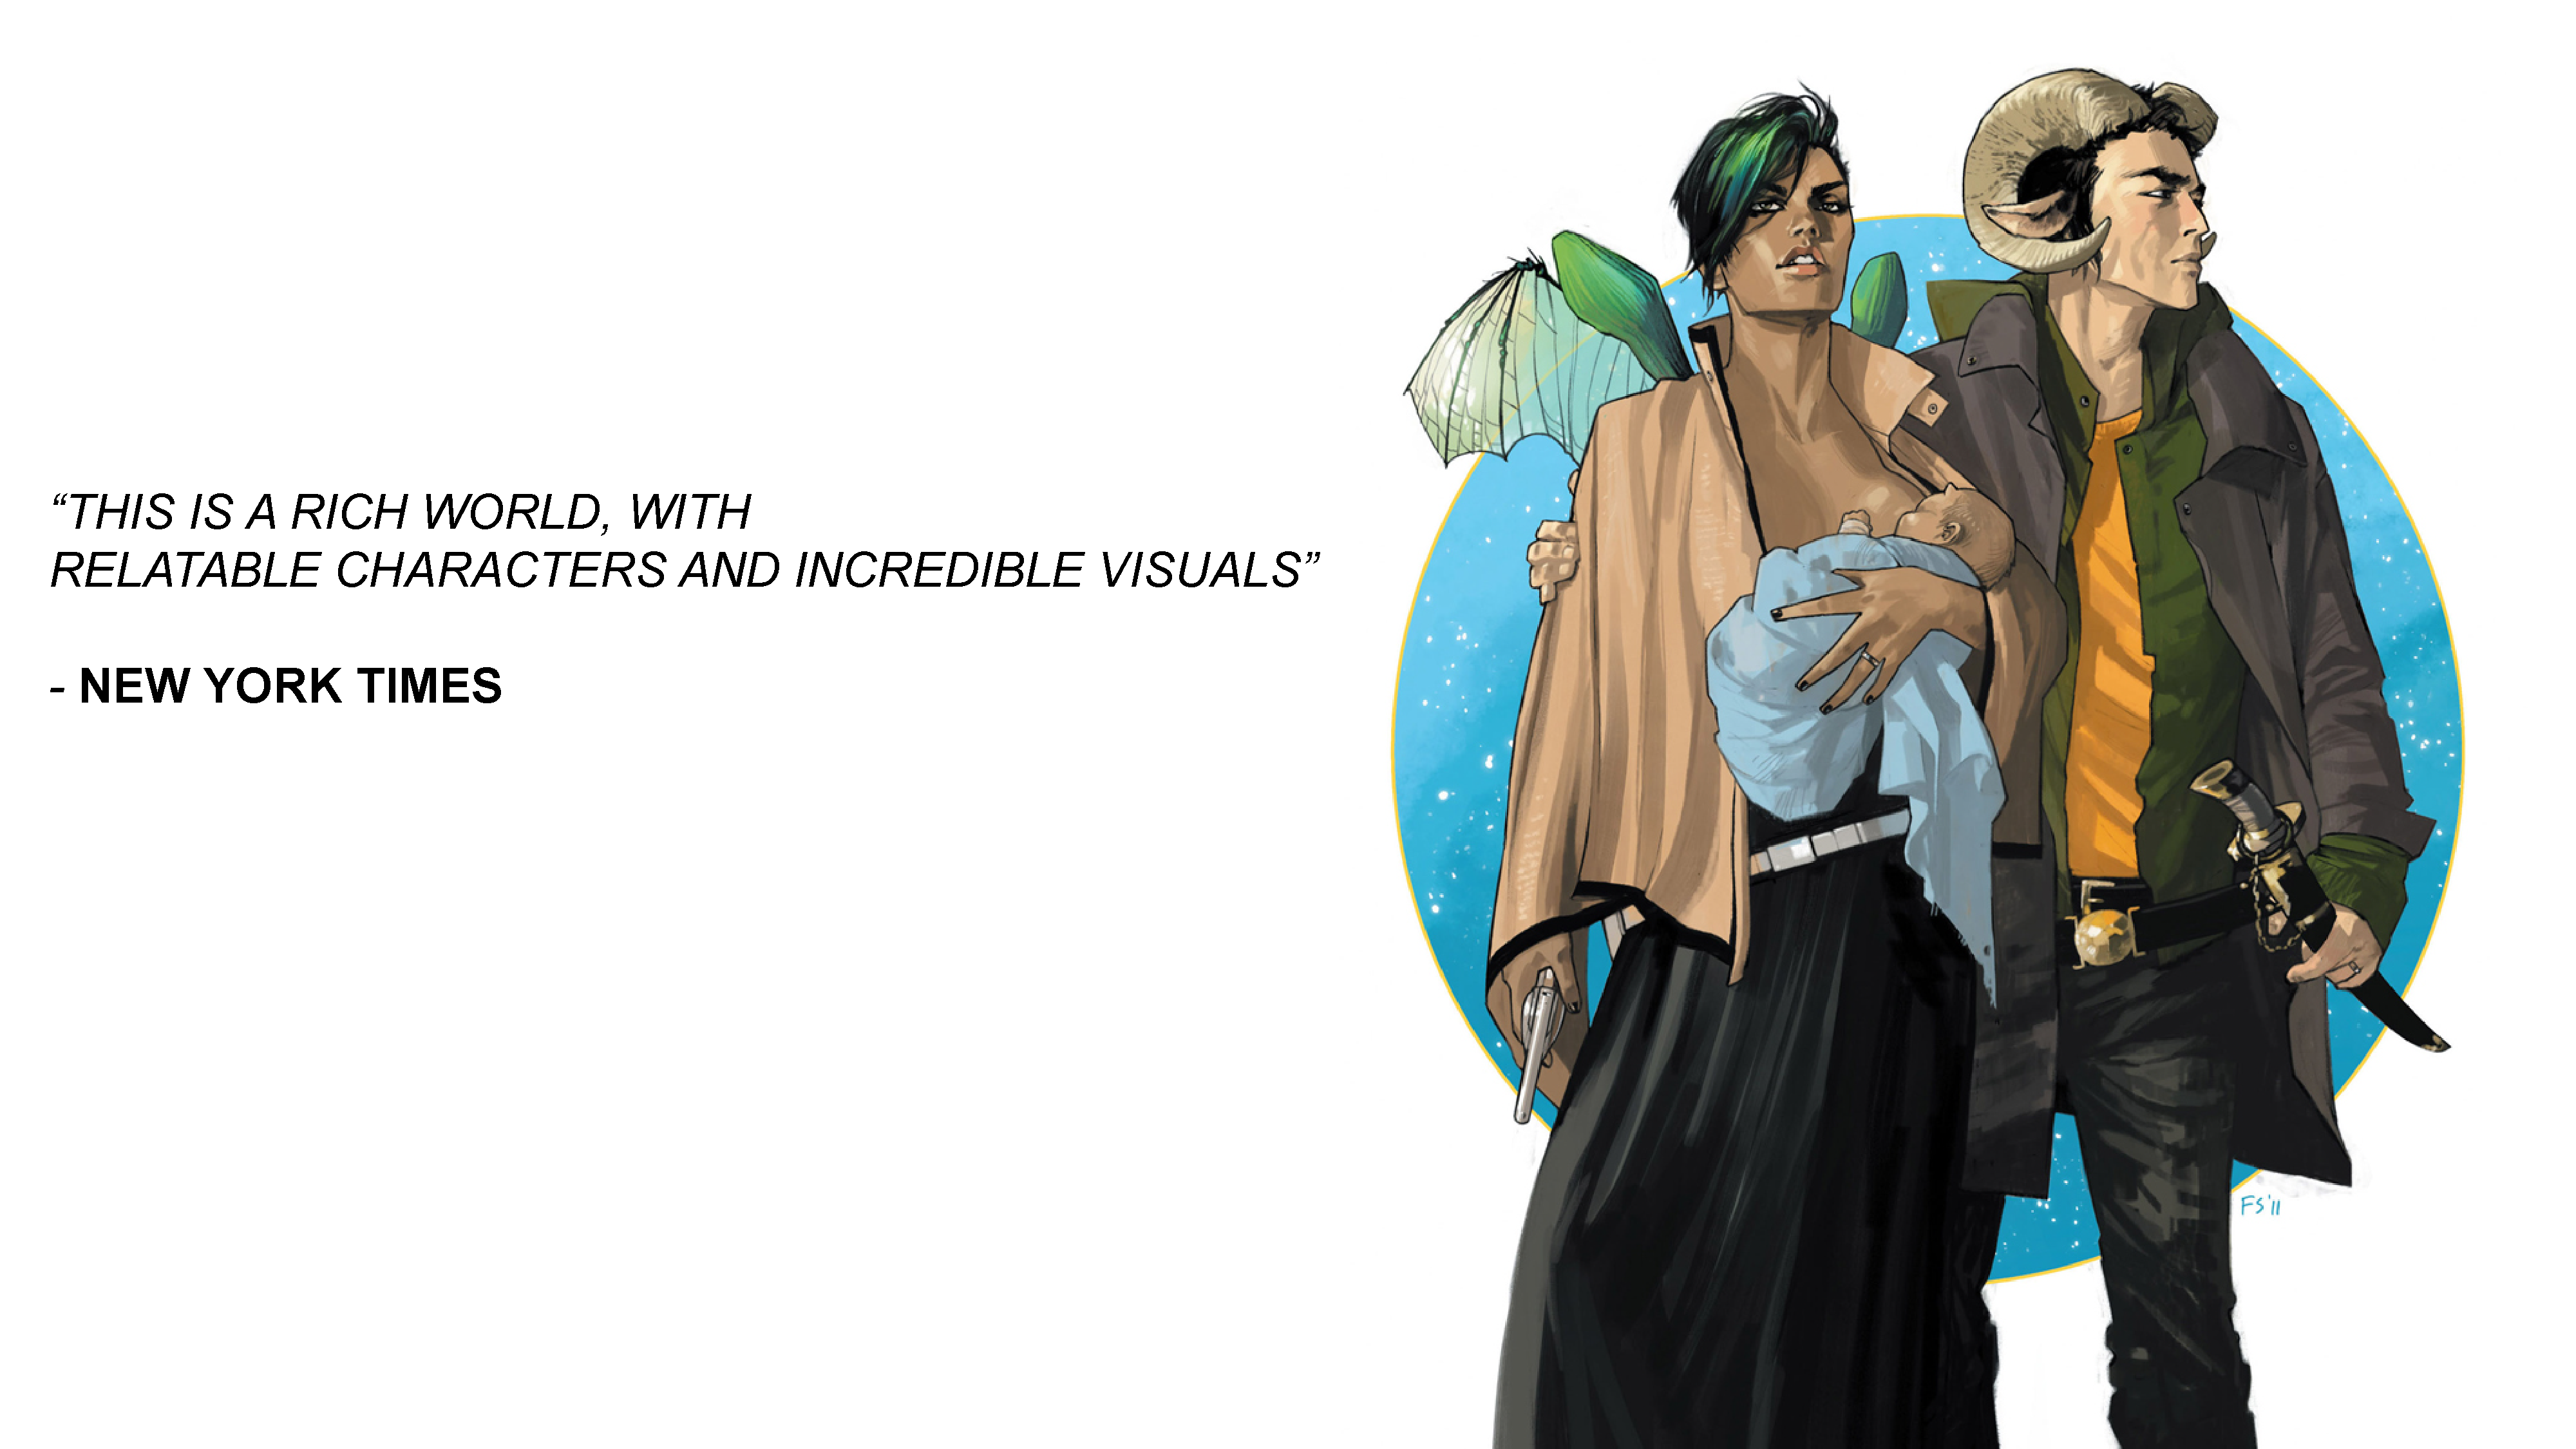 “THIS IS A RICH WORLD, WITH
RELATABLE CHARACTERS AND INCREDIBLE VISUALS”
- NEW YORK TIMES
FS'11